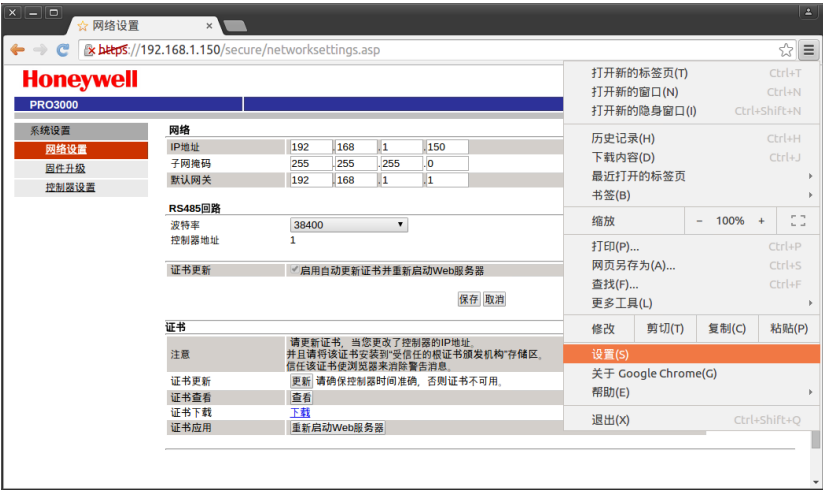 网络设置
https://192.168.1.150/secure/networksettings.asp
Honeywell
PRO3000
系统设置
网络设置
固件升级
控制器设置
网络
IP地址 192 .168 .1 .150
子网掩码 255 .255 .255 .0
默认网关 192 .168 .1 .1
RS485回路
波特率 38400
控制器地址 1
证书更新 启用自动更新证书并重新启动Web服务器
保存 取消
证书
注意
请更新证书，当您更改了控制器的IP地址。
并且请将该证书安装到“受信任的根证书颁发机构”存储区。
信任该证书使浏览器来消除警告消息。
证书更新 更新 请确保控制器时间准确，否则证书不可用。
证书查看 查看
证书下载 下载
证书应用 重新启动Web服务器
打开新的标签页(T) Ctrl+T
打开新的窗口(N) Ctrl+N
打开新的隐身窗口(I) Ctrl+Shift+N
历史记录(H) Ctrl+H
下载内容(D) Ctrl+J
最近打开的标签页
书签(B)
缩放 − 100% +
打印(P)... Ctrl+P
网页另存为(A)... Ctrl+S
查找(F)... Ctrl+F
更多工具(L)
修改 剪切(T) 复制(C) 粘贴(P)
设置(S)
关于 Google Chrome(G)
帮助(E)
退出(X) Ctrl+Shift+Q